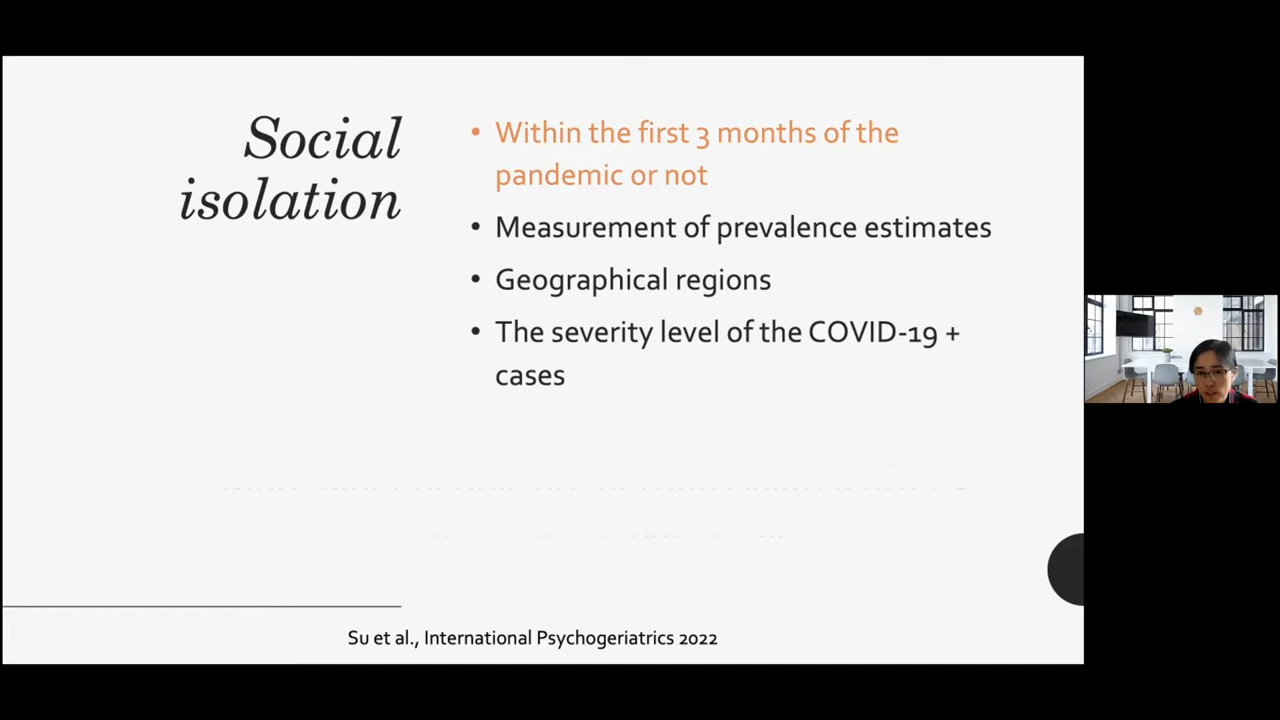 Social
isolation
• Within the first 3 months of the
pandemic or not
• Measurement of prevalence estimates
• Geographical regions
• The severity level of the COVID-19 +
cases
Su et al., International Psychogeriatrics 2022